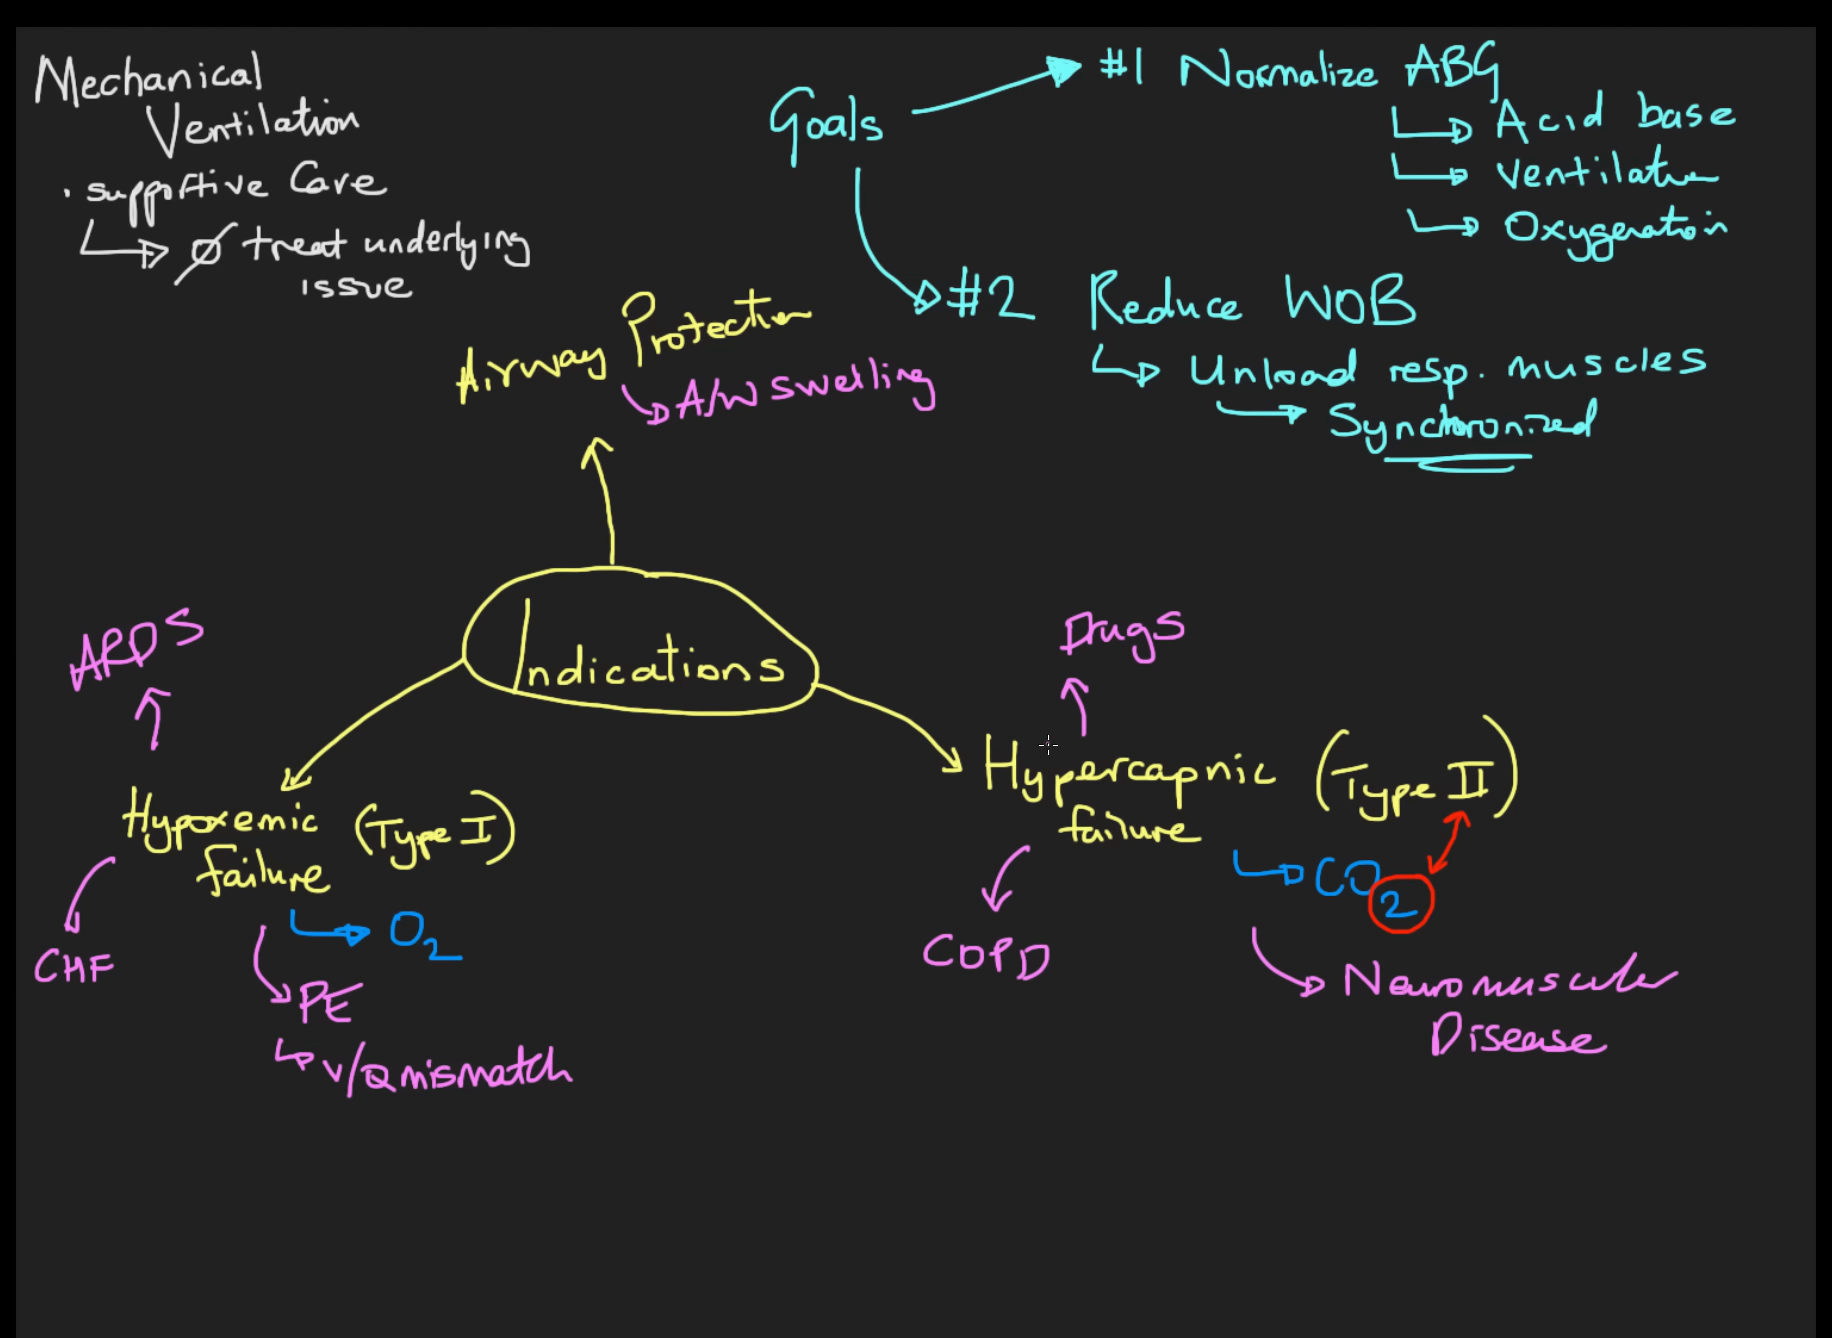 Mechanical
Ventilation
· supportive Care
Ø treat underlying
issue
Goals
#1 Normalize ABG
Acid base
Ventilation
Oxygenation
#2 Reduce WOB
Unload resp. muscles
Synchronized
Airway Protection
A/W swelling
Indications
ARDS
Hypoxemic (Type I)
failure
O2
CHF
PE
V/Q mismatch
Drugs
Hypercapnic (Type II)
failure
CO2
COPD
Neuromuscular
Disease